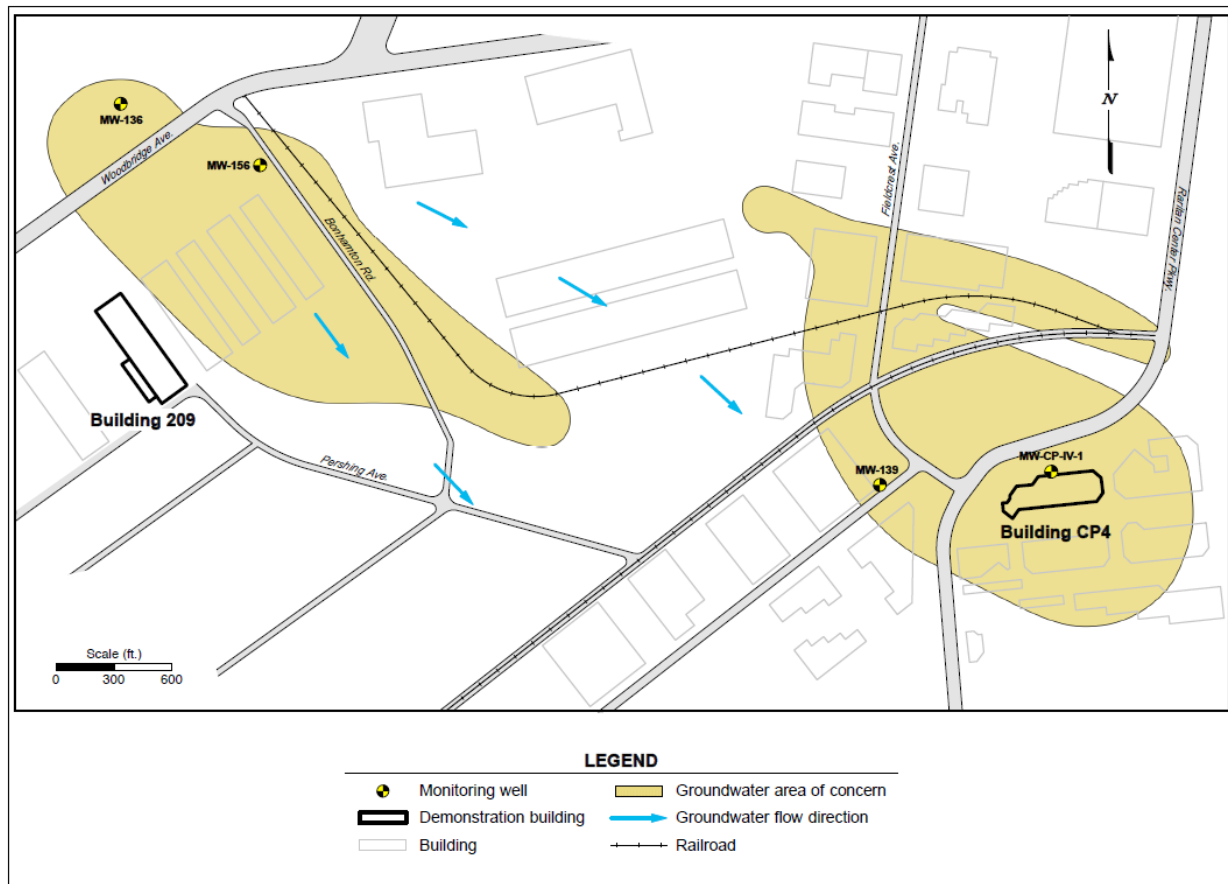 N
MW-136
Woodbridge Ave.
MW-156
Bonhamton Rd.
Fieldcrest Ave.
Raritan Center Pkwy.
Building 209
Pershing Ave.
MW-139
MW-CP-IV-1
Building CP4
Scale (ft.)
0 300 600
LEGEND
Monitoring well
Groundwater area of concern
Demonstration building
Groundwater flow direction
Building
Railroad